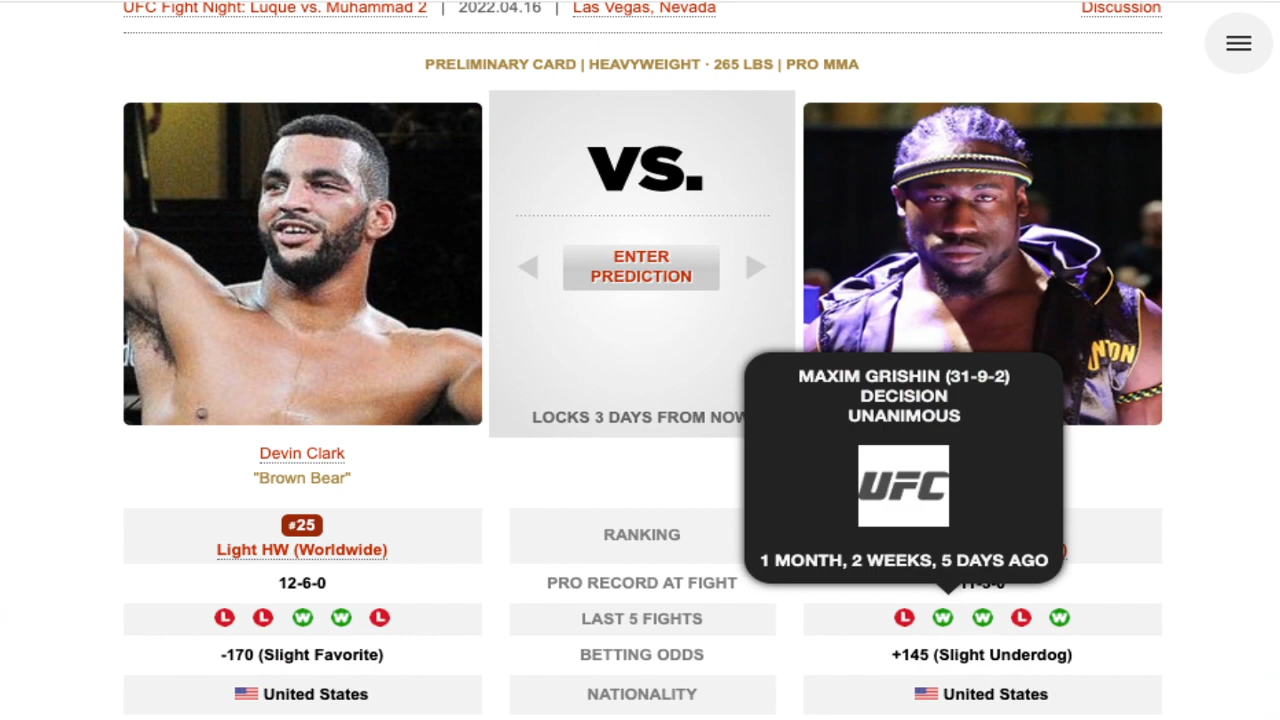 UFC Fight Night: Luque vs. Muhammad 2 | 2022.04.16 | Las Vegas, Nevada Discussion
PRELIMINARY CARD | HEAVYWEIGHT · 265 LBS | PRO MMA
VS.
ENTER
PREDICTION
LOCKS 3 DAYS FROM NOW
MAXIM GRISHIN (31-9-2)
DECISION
UNANIMOUS
UFC
1 MONTH, 2 WEEKS, 5 DAYS AGO
Devin Clark
"Brown Bear"
#25
Light HW (Worldwide)
RANKING
12-6-0 PRO RECORD AT FIGHT
L L W W L LAST 5 FIGHTS L W W L W
-170 (Slight Favorite) BETTING ODDS +145 (Slight Underdog)
United States NATIONALITY United States